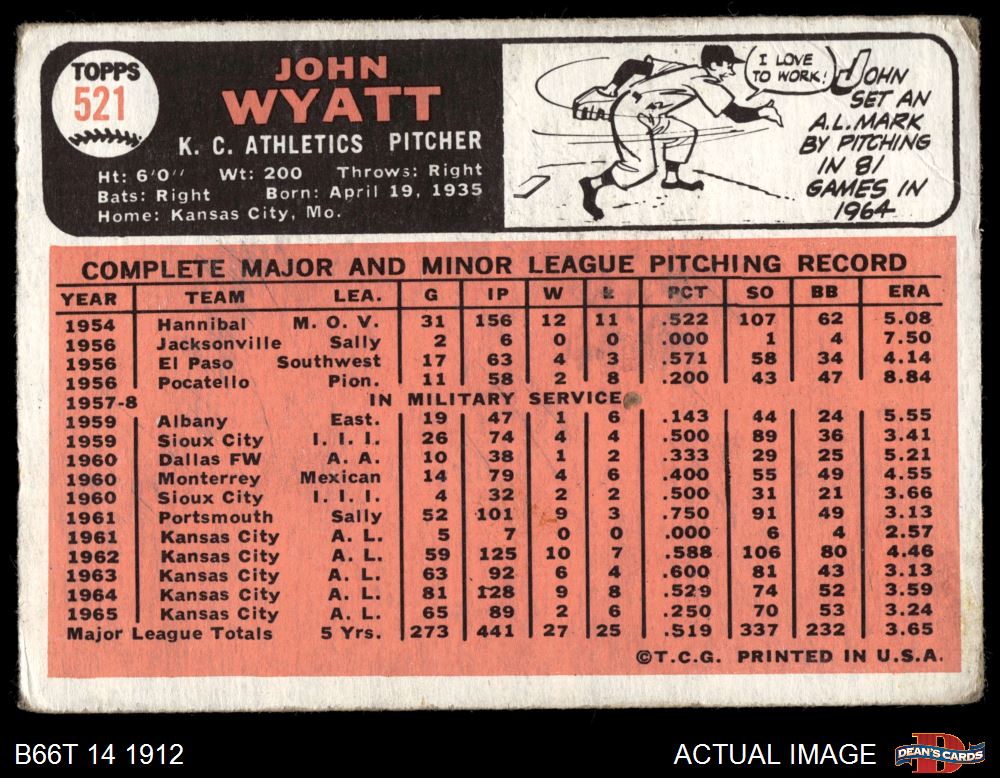 TOPPS
521
JOHN
WYATT
K. C. ATHLETICS PITCHER
Ht: 6'0" Wt: 200 Throws: Right
Bats: Right Born: April 19, 1935
Home: Kansas City, Mo.
I LOVE
TO WORK!
JOHN
SET AN
A.L. MARK
BY PITCHING
IN 81
GAMES IN
1964
COMPLETE MAJOR AND MINOR LEAGUE PITCHING RECORD
YEAR TEAM LEA. G IP W L PCT SO BB ERA
1954 Hannibal M. O. V. 31 156 12 11 .522 107 62 5.08
1956 Jacksonville Sally 2 6 0 0 .000 1 4 7.50
1956 El Paso Southwest 17 63 4 3 .571 58 34 4.14
1956 Pocatello Pion. 11 58 2 8 .200 43 47 8.84
1957-8 IN MILITARY SERVICE
1959 Albany East. 19 47 1 6 .143 44 24 5.55
1959 Sioux City I. I. I. 26 74 4 4 .500 89 36 3.41
1960 Dallas FW A. A. 10 38 1 2 .333 29 25 5.21
1960 Monterrey Mexican 14 79 4 6 .400 55 49 4.55
1960 Sioux City I. I. I. 4 32 2 2 .500 31 21 3.66
1961 Portsmouth Sally 52 101 9 3 .750 91 49 3.13
1961 Kansas City A. L. 5 7 0 0 .000 6 4 2.57
1962 Kansas City A. L. 59 125 10 7 .588 106 80 4.46
1963 Kansas City A. L. 63 92 6 4 .600 81 43 3.13
1964 Kansas City A. L. 81 128 9 8 .529 74 52 3.59
1965 Kansas City A. L. 65 89 2 6 .250 70 53 3.24
Major League Totals 5 Yrs. 273 441 27 25 .519 337 232 3.65
©T.C.G. PRINTED IN U.S.A.
B66T 14 1912
ACTUAL IMAGE
DEAN'S CARDS